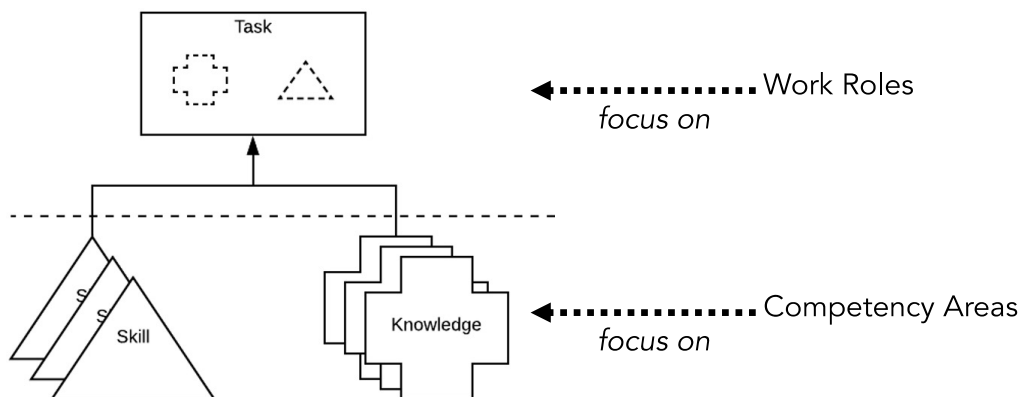 Task
Work Roles
focus on
S
S
Skill
Knowledge
Competency Areas
focus on